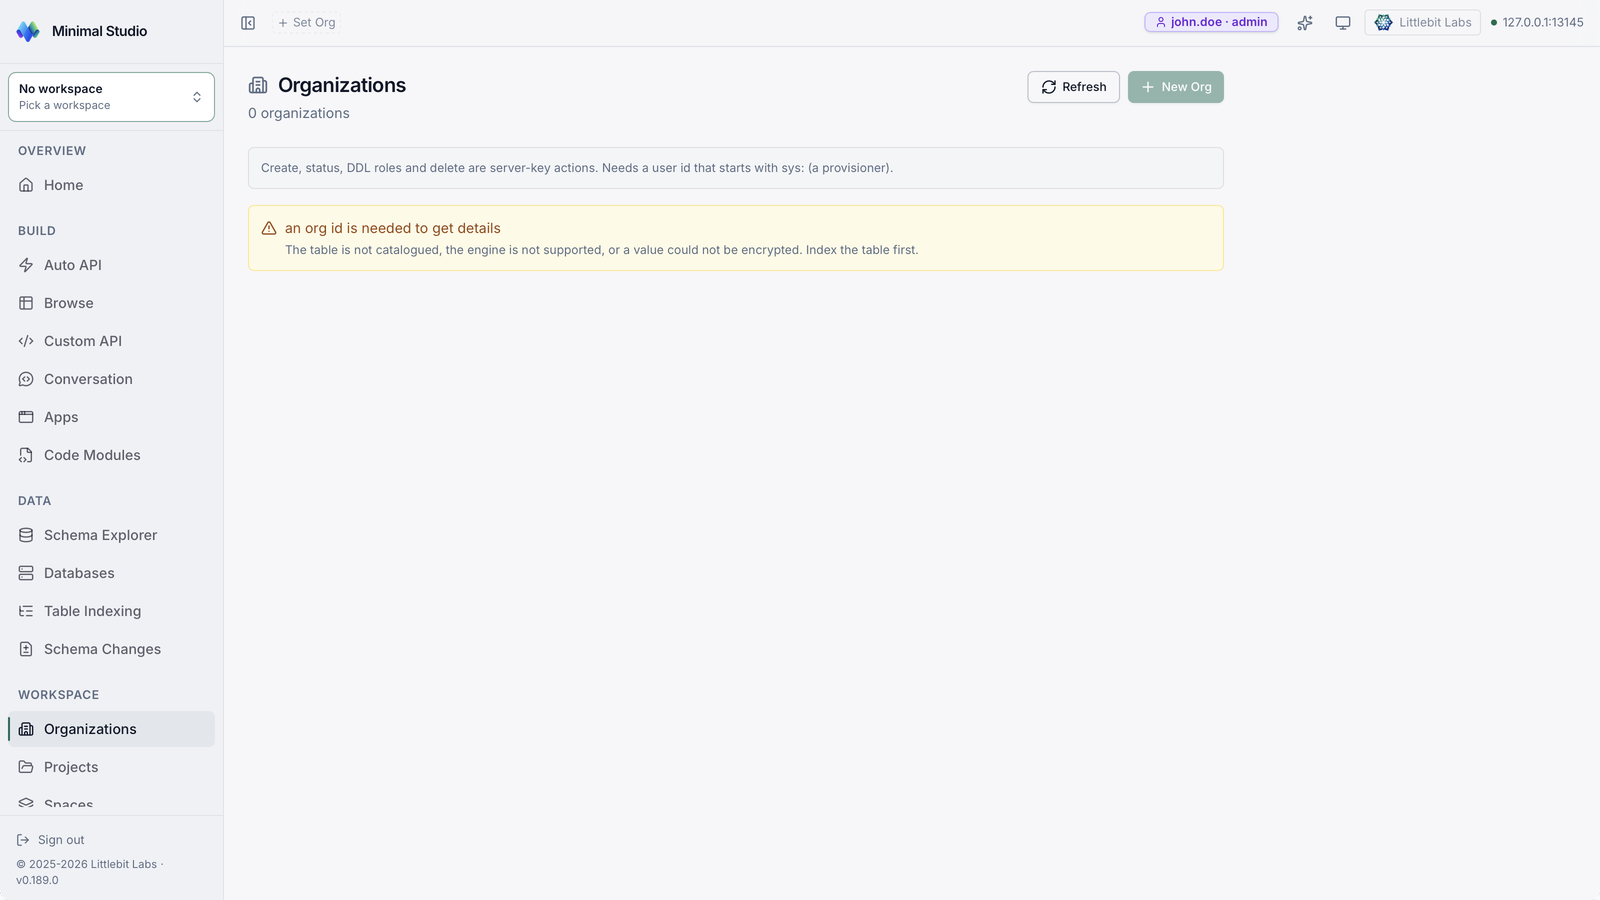 Minimal Studio
Set Org
john.doe · admin
Littlebit Labs
127.0.0.1:13145
No workspace
Pick a workspace
OVERVIEW
Home
BUILD
Auto API
Browse
Custom API
Conversation
Apps
Code Modules
DATA
Schema Explorer
Databases
Table Indexing
Schema Changes
WORKSPACE
Organizations
Projects
Spaces
Sign out
© 2025-2026 Littlebit Labs ·
v0.189.0
Organizations
0 organizations
Refresh
New Org
Create, status, DDL roles and delete are server-key actions. Needs a user id that starts with sys: (a provisioner).
an org id is needed to get details
The table is not catalogued, the engine is not supported, or a value could not be encrypted. Index the table first.